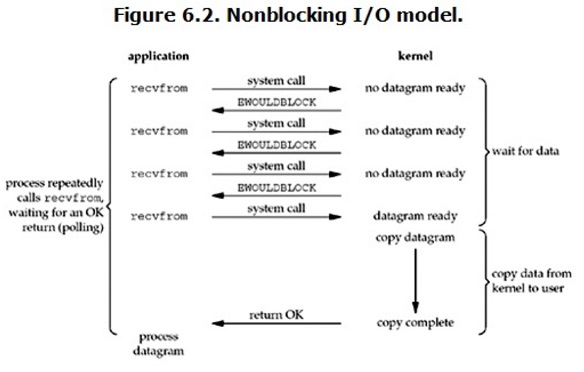 Figure 6.2. Nonblocking I/O model.
application
kernel
recvfrom
system call
no datagram ready
EWOULDBLOCK
recvfrom
system call
no datagram ready
EWOULDBLOCK
recvfrom
system call
no datagram ready
EWOULDBLOCK
recvfrom
system call
datagram ready
wait for data
process repeatedly
calls recvfrom,
waiting for an OK
return (polling)
copy datagram
copy data from
kernel to user
return OK
copy complete
process
datagram